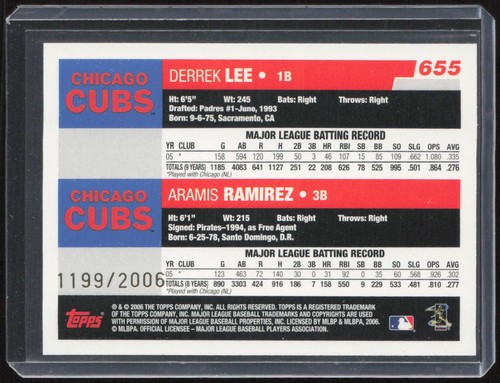 655
CHICAGO CUBS
DERREK LEE • 1B
Ht: 6'5" Wt: 245 Bats: Right Throws: Right
Drafted: Padres #1-June, 1993
Born: 9-6-75, Sacramento, CA
MAJOR LEAGUE BATTING RECORD
YR CLUB G AB R H 2B 3B HR RBI SB BB SO SLG OPS AVG
05 * 158 594 120 199 50 3 46 107 15 85 109 .662 1.080 .335
TOTALS (9 YEARS) 1185 4083 641 1127 251 22 208 626 78 525 995 .501 .864 .276
*Played with Chicago (NL)
CHICAGO CUBS
ARAMIS RAMIREZ • 3B
Ht: 6'1" Wt: 215 Bats: Right Throws: Right
Signed: Pirates-1994, as Free Agent
Born: 6-25-78, Santo Domingo, D.R.
MAJOR LEAGUE BATTING RECORD
YR CLUB G AB R H 2B 3B HR RBI SB BB SO SLG OPS AVG
05 * 123 463 72 140 30 0 31 92 0 35 60 .568 .926 .302
TOTALS (8 YEARS) 890 3303 424 916 186 7 158 550 9 229 533 .481 .810 .277
*Played with Chicago (NL)
1199/2006
Topps
® & © 2006 THE TOPPS COMPANY, INC. ALL RIGHTS RESERVED. TOPPS IS A REGISTERED TRADEMARK
OF THE TOPPS COMPANY, INC. MAJOR LEAGUE BASEBALL TRADEMARKS AND COPYRIGHTS ARE USED
WITH PERMISSION OF MAJOR LEAGUE BASEBALL PROPERTIES, INC. LICENSED BY MLBP & MLBPA, 2006.
© MLBPA. OFFICIAL LICENSEE – MAJOR LEAGUE BASEBALL PLAYERS ASSOCIATION.